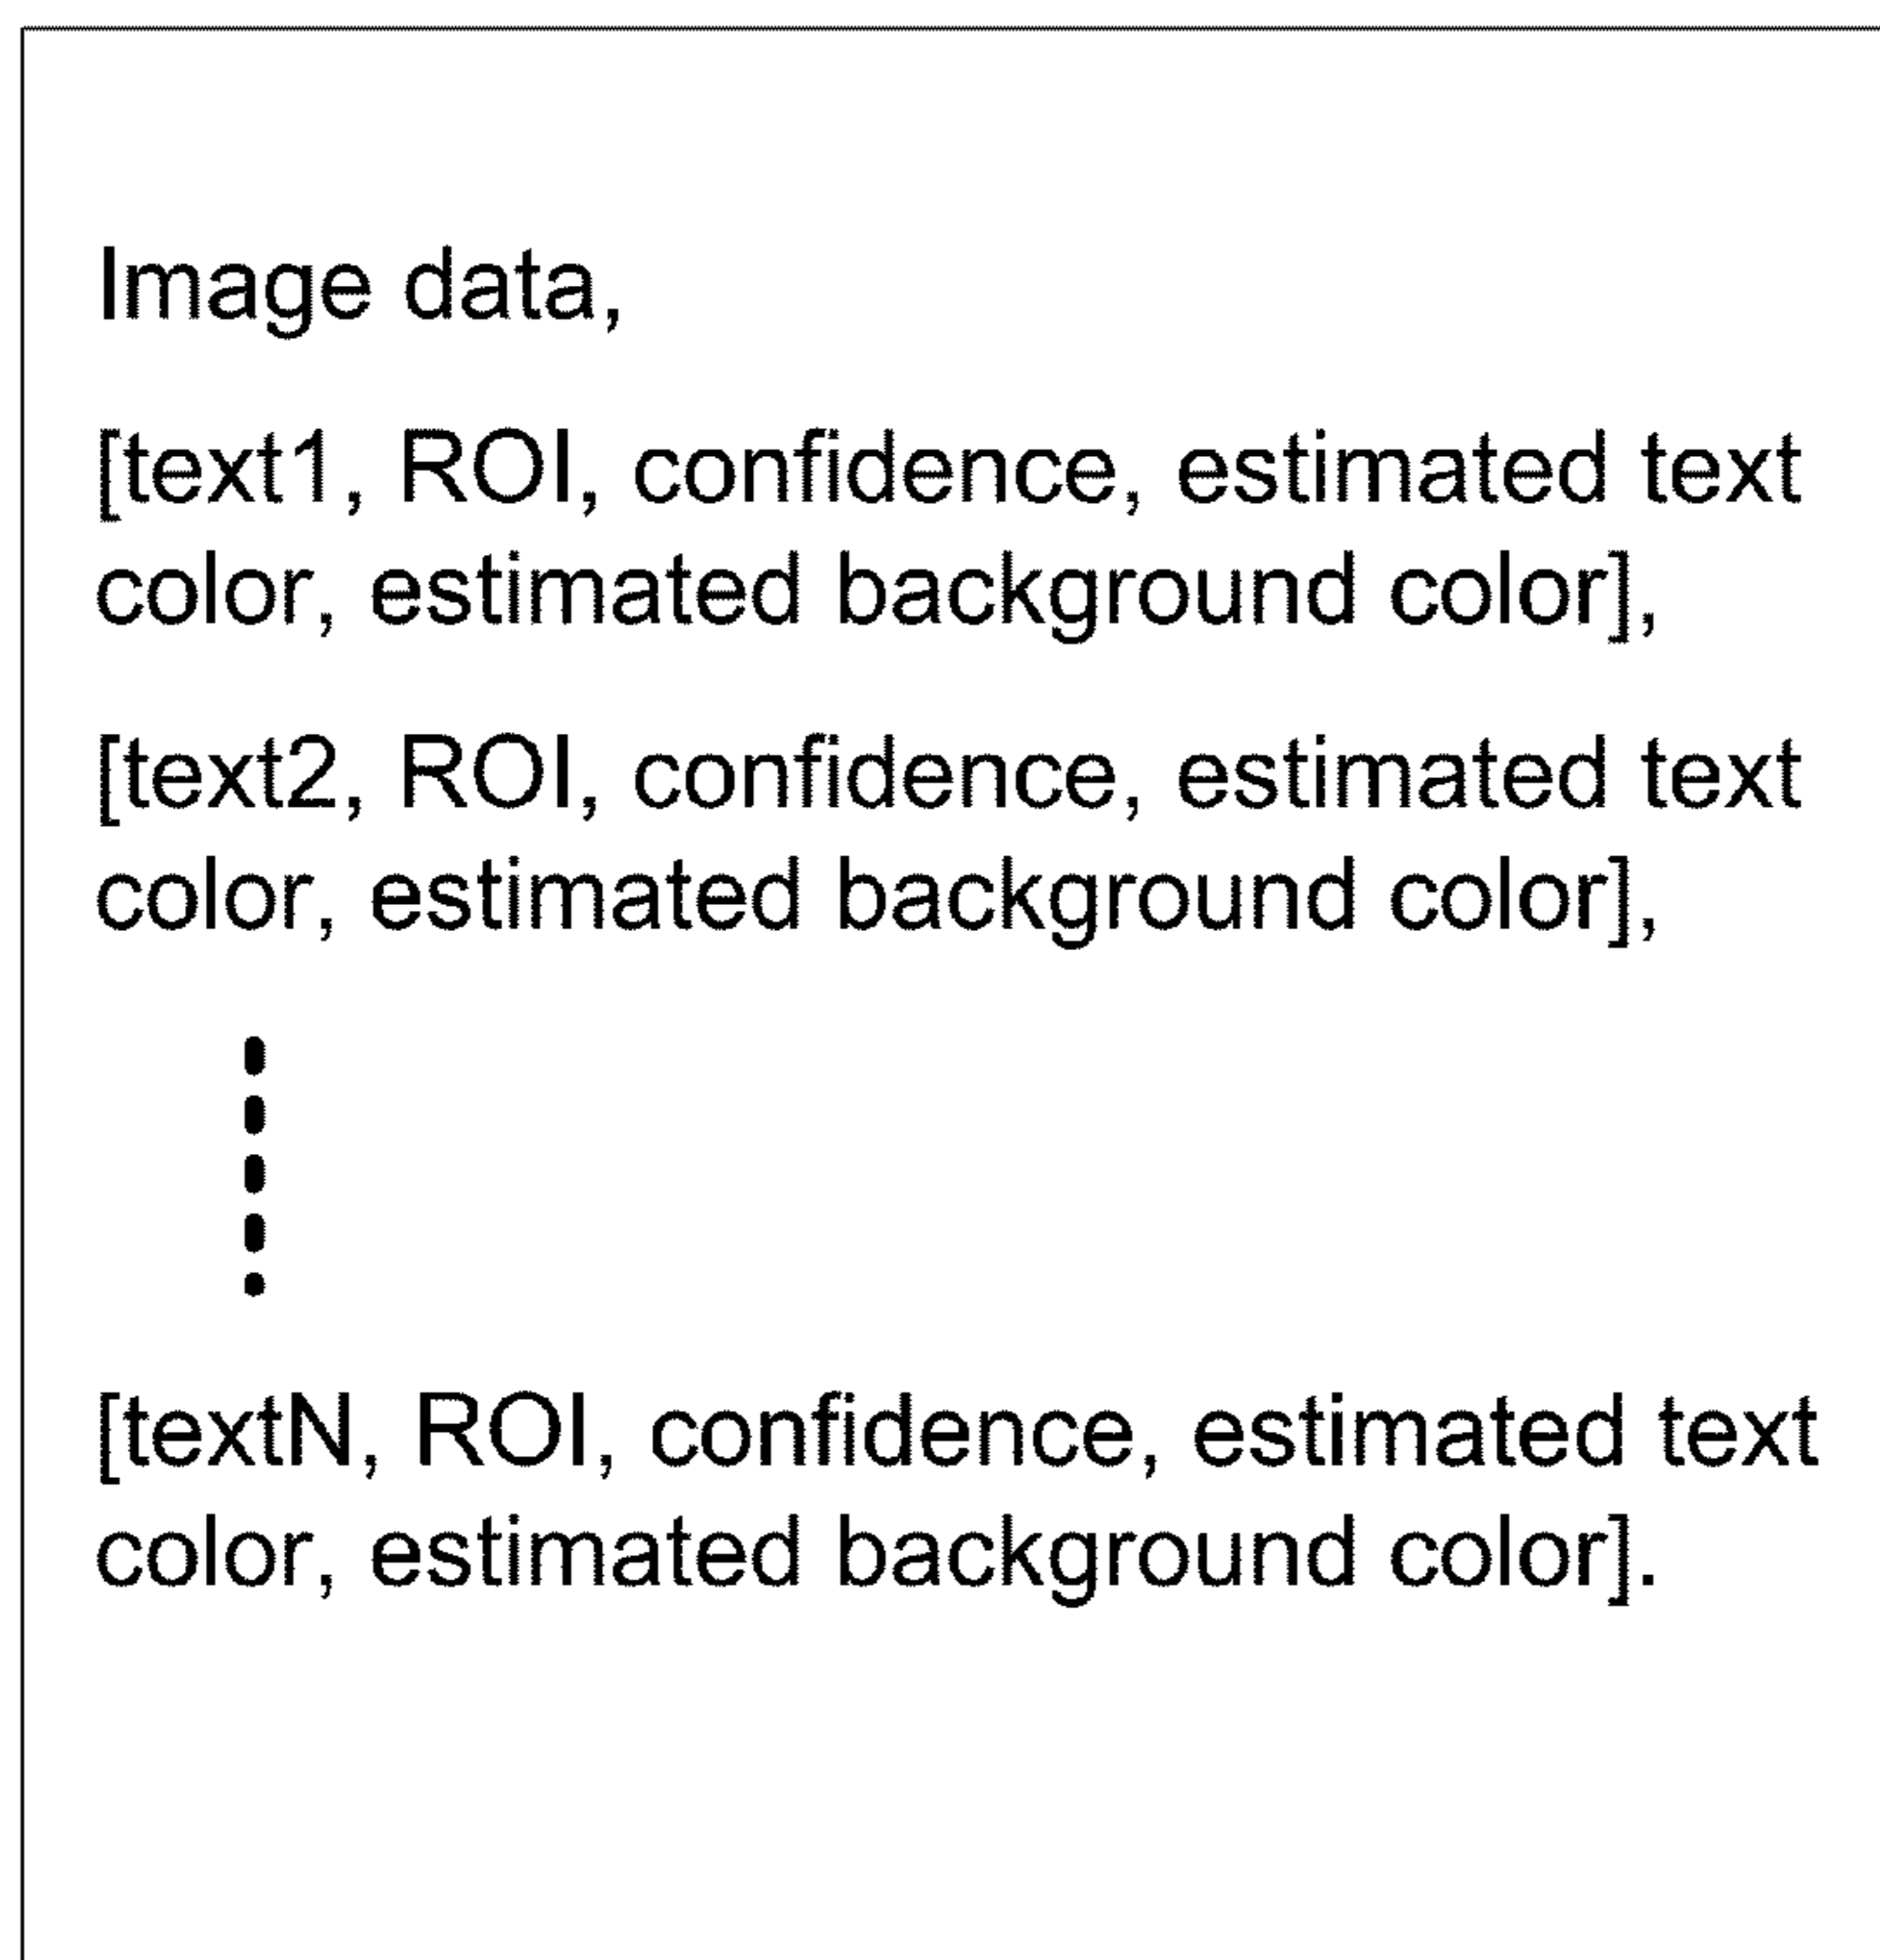 Image data,
[text1, ROI, confidence, estimated text
color, estimated background color],
[text2, ROI, confidence, estimated text
color, estimated background color],
[textN, ROI, confidence, estimated text
color, estimated background color].